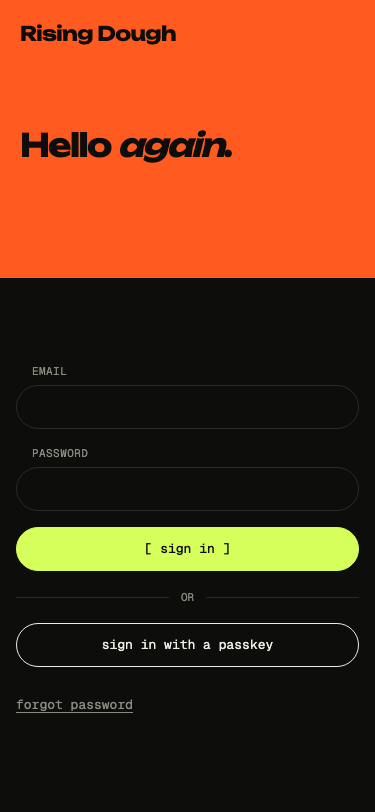 Rising Dough
Hello again.
EMAIL
PASSWORD
[ sign in ]
OR
sign in with a passkey
forgot password